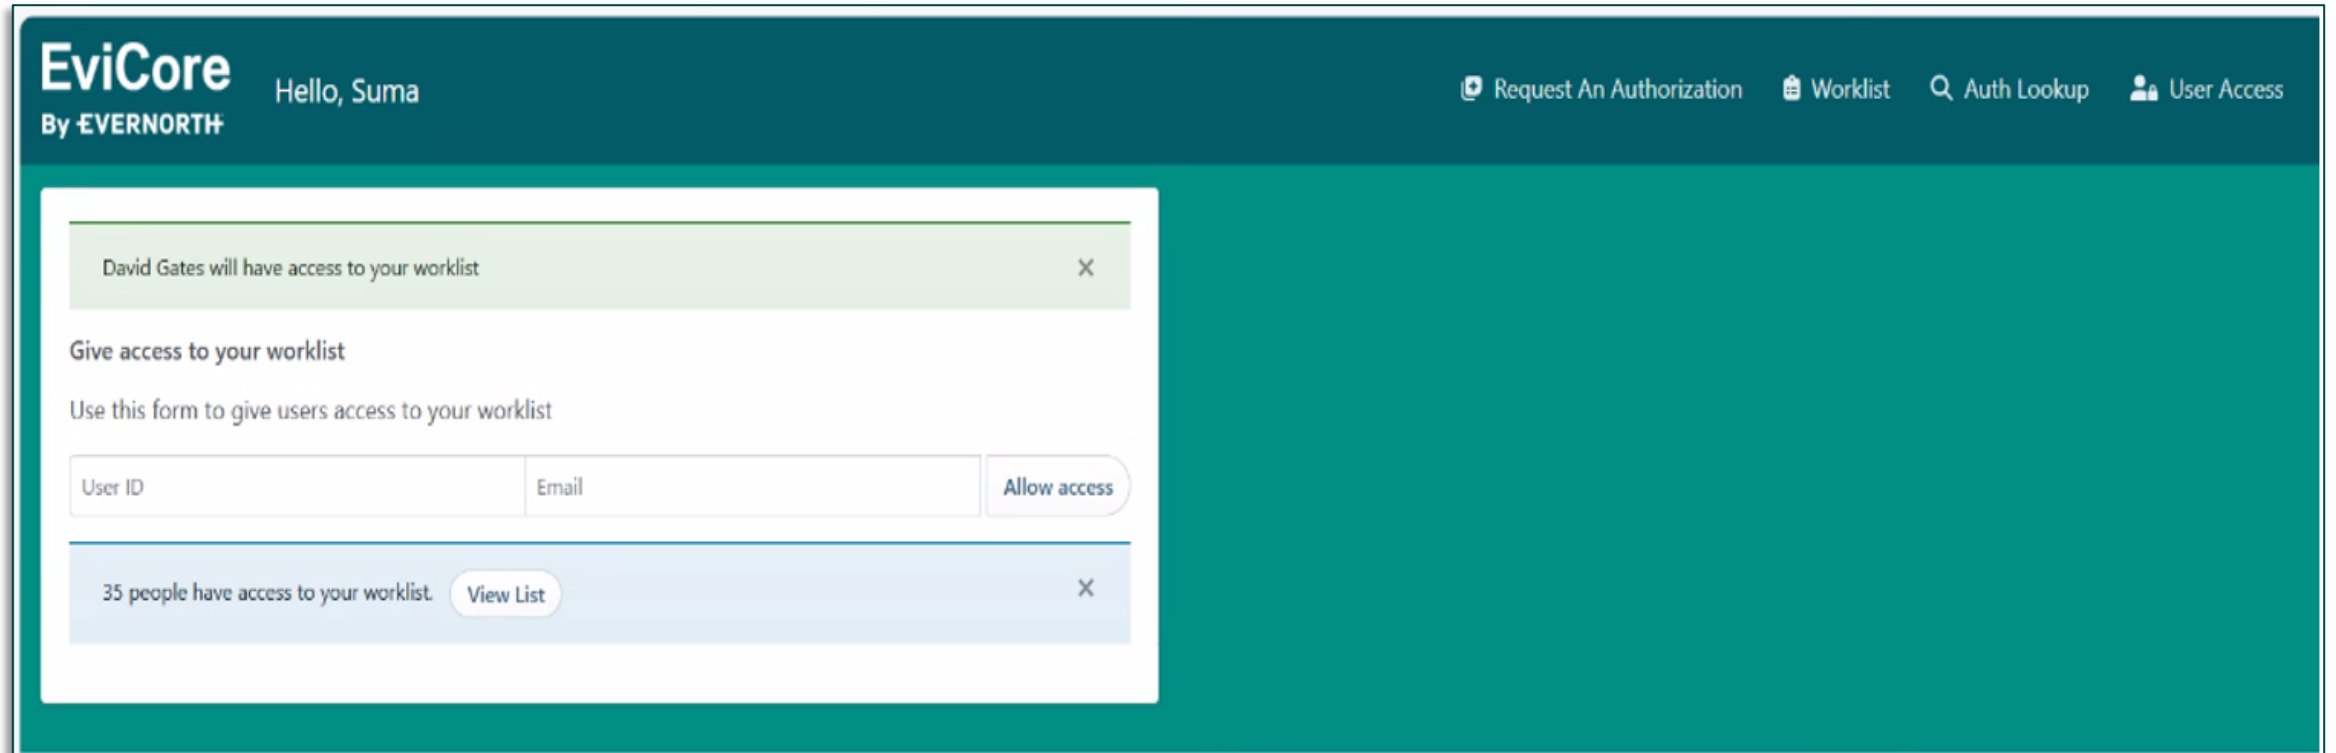 EviCore
By EVERNORTH
Hello, Suma
Request An Authorization
Worklist
Auth Lookup
User Access
David Gates will have access to your worklist
Give access to your worklist
Use this form to give users access to your worklist
User ID
Email
Allow access
35 people have access to your worklist.
View List